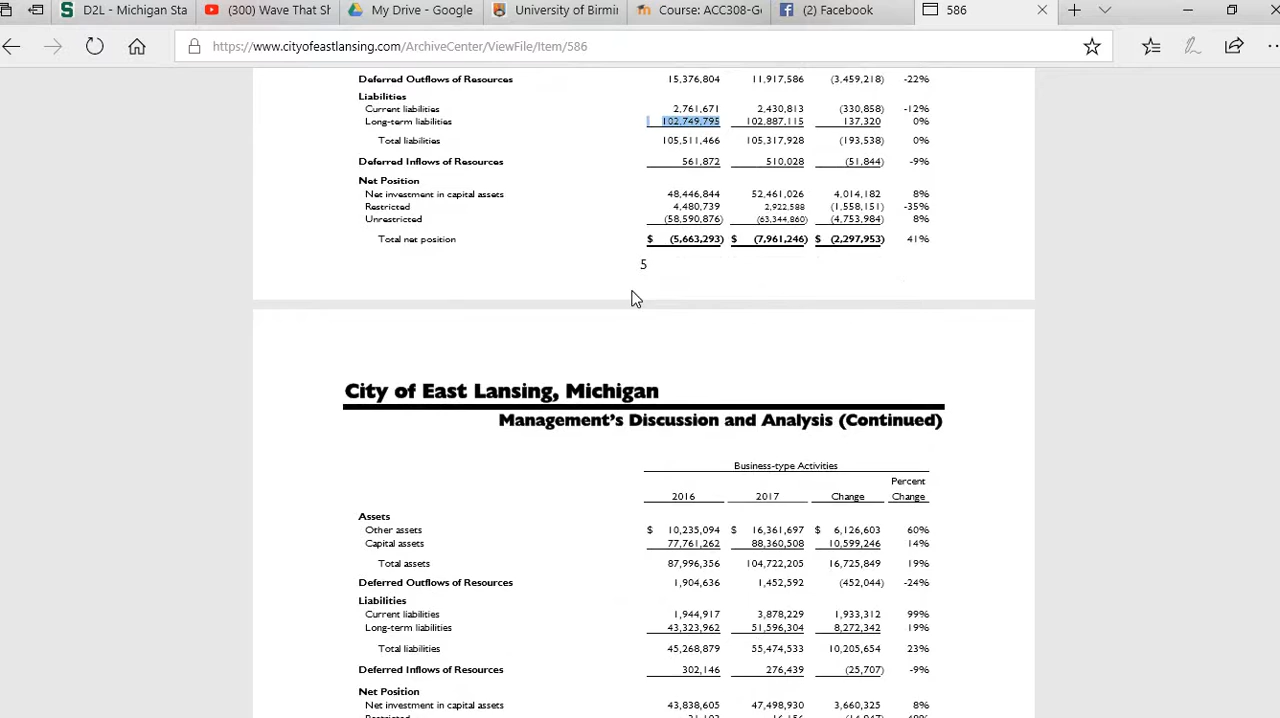 D2L - Michigan Sta
(300) Wave That Sh
My Drive - Google
University of Birmi
Course: ACC308-Go
(2) Facebook
586
https://www.cityofeastlansing.com/ArchiveCenter/ViewFile/Item/586
Deferred Outflows of Resources 15,376,804 11,917,586 (3,459,218) -22%
Liabilities
Current liabilities 2,761,671 2,430,813 (330,858) -12%
Long-term liabilities 102,749,795 102,887,115 137,320 0%
Total liabilities 105,511,466 105,317,928 (193,538) 0%
Deferred Inflows of Resources 561,872 510,028 (51,844) -9%
Net Position
Net investment in capital assets 48,446,844 52,461,026 4,014,182 8%
Restricted 4,480,739 2,922,588 (1,558,151) -35%
Unrestricted (58,590,876) (63,344,860) (4,753,984) 8%
Total net position $ (5,663,293) $ (7,961,246) $ (2,297,953) 41%
5
City of East Lansing, Michigan
Management's Discussion and Analysis (Continued)
Business-type Activities
Percent
2016 2017 Change Change
Assets
Other assets $ 10,235,094 $ 16,361,697 $ 6,126,603 60%
Capital assets 77,761,262 88,360,508 10,599,246 14%
Total assets 87,996,356 104,722,205 16,725,849 19%
Deferred Outflows of Resources 1,904,636 1,452,592 (452,044) -24%
Liabilities
Current liabilities 1,944,917 3,878,229 1,933,312 99%
Long-term liabilities 43,323,962 51,596,304 8,272,342 19%
Total liabilities 45,268,879 55,474,533 10,205,654 23%
Deferred Inflows of Resources 302,146 276,439 (25,707) -9%
Net Position
Net investment in capital assets 43,838,605 47,498,930 3,660,325 8%